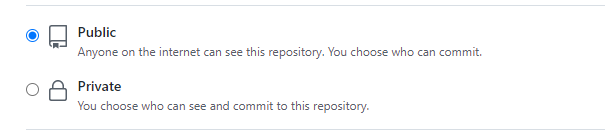 Public
Anyone on the internet can see this repository. You choose who can commit.
Private
You choose who can see and commit to this repository.